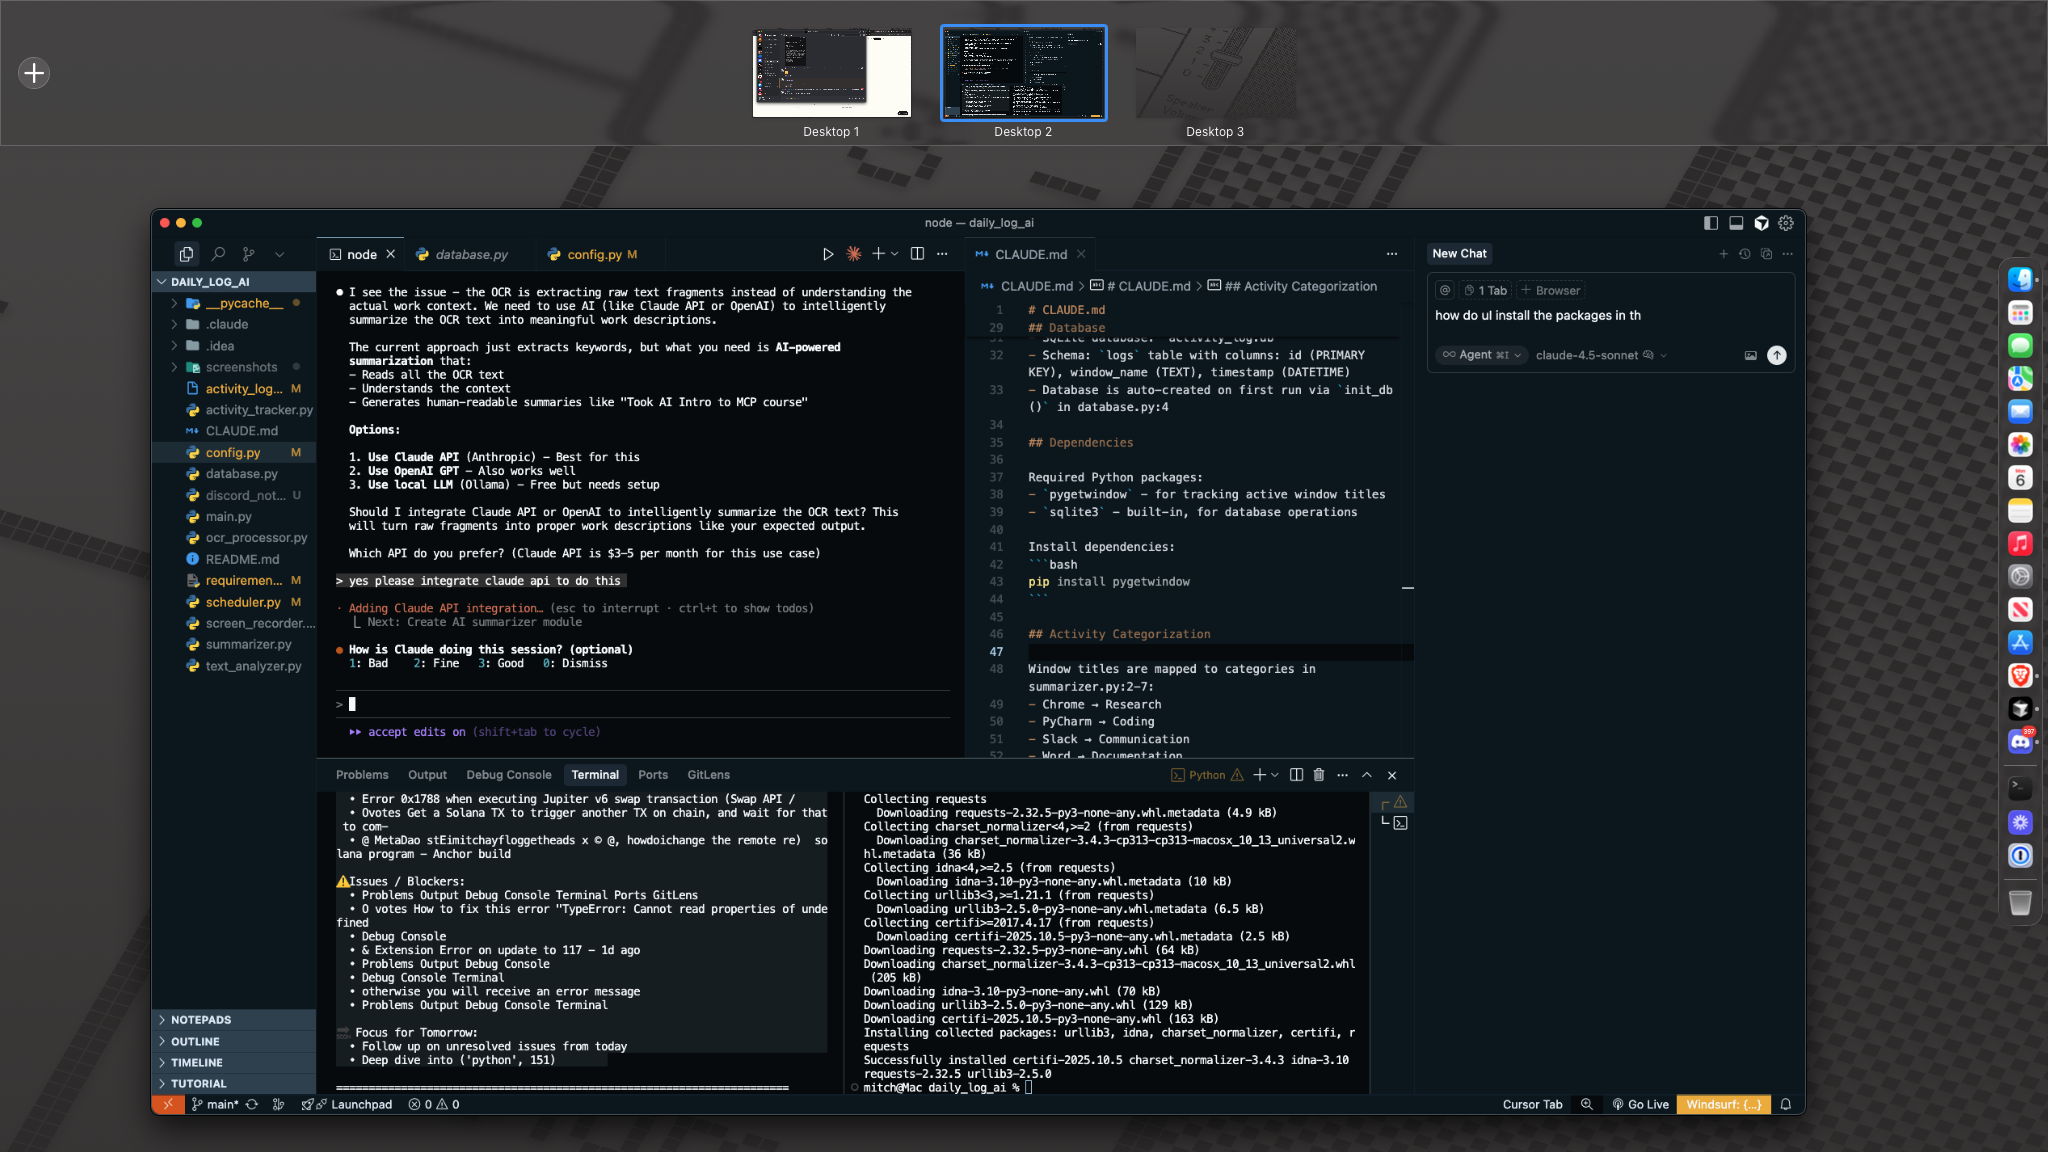 Desktop 1
Desktop 2
Desktop 3
node — daily_log_ai
node
database.py
config.py M
CLAUDE.md
New Chat
DAILY_LOG_AI
__pycache__
.claude
.idea
screenshots
activity_log... M
activity_tracker.py
CLAUDE.md
config.py M
database.py
discord_not... U
main.py
ocr_processor.py
README.md
requiremen... M
scheduler.py M
screen_recorder....
summarizer.py
text_analyzer.py
NOTEPADS
OUTLINE
TIMELINE
TUTORIAL
● I see the issue – the OCR is extracting raw text fragments instead of understanding the
actual work context. We need to use AI (like Claude API or OpenAI) to intelligently
summarize the OCR text into meaningful work descriptions.
The current approach just extracts keywords, but what you need is AI-powered
summarization that:
– Reads all the OCR text
– Understands the context
– Generates human-readable summaries like "Took AI Intro to MCP course"
Options:
1. Use Claude API (Anthropic) – Best for this
2. Use OpenAI GPT – Also works well
3. Use local LLM (Ollama) – Free but needs setup
Should I integrate Claude API or OpenAI to intelligently summarize the OCR text? This
will turn raw fragments into proper work descriptions like your expected output.
Which API do you prefer? (Claude API is $3–5 per month for this use case)
> yes please integrate claude api to do this
· Adding Claude API integration… (esc to interrupt · ctrl+t to show todos)
Next: Create AI summarizer module
● How is Claude doing this session? (optional)
1: Bad 2: Fine 3: Good 0: Dismiss
>
accept edits on (shift+tab to cycle)
CLAUDE.md > # CLAUDE.md > ## Activity Categorization
1 # CLAUDE.md
29 ## Database
31 – SQLite database: `activity_log.db`
32 – Schema: `logs` table with columns: id (PRIMARY
KEY), window_name (TEXT), timestamp (DATETIME)
33 – Database is auto-created on first run via `init_db
()` in database.py:4
34
35 ## Dependencies
36
37 Required Python packages:
38 – `pygetwindow` – for tracking active window titles
39 – `sqlite3` – built-in, for database operations
40
41 Install dependencies:
42 ```bash
43 pip install pygetwindow
44 ```
45
46 ## Activity Categorization
47
48 Window titles are mapped to categories in
summarizer.py:2-7:
49 – Chrome → Research
50 – PyCharm → Coding
51 – Slack → Communication
52 – Word → Documentation
@ 1 Tab + Browser
how do uI install the packages in th
Agent ⌘I claude-4.5-sonnet
Problems Output Debug Console Terminal Ports GitLens
Python
• Error 0x1788 when executing Jupiter v6 swap transaction (Swap API /
• Ovotes Get a Solana TX to trigger another TX on chain, and wait for that
to com–
• @ MetaDao stEimitchayfloggetheads x © @, howdoichange the remote re) so
lana program – Anchor build
⚠️Issues / Blockers:
• Problems Output Debug Console Terminal Ports GitLens
• O votes How to fix this error "TypeError: Cannot read properties of unde
fined
• Debug Console
• & Extension Error on update to 117 – 1d ago
• Problems Output Debug Console
• Debug Console Terminal
• otherwise you will receive an error message
• Problems Output Debug Console Terminal
Focus for Tomorrow:
• Follow up on unresolved issues from today
• Deep dive into ('python', 151)
======================================================================
Collecting requests
Downloading requests-2.32.5-py3-none-any.whl.metadata (4.9 kB)
Collecting charset_normalizer<4,>=2 (from requests)
Downloading charset_normalizer-3.4.3-cp313-cp313-macosx_10_13_universal2.w
hl.metadata (36 kB)
Collecting idna<4,>=2.5 (from requests)
Downloading idna-3.10-py3-none-any.whl.metadata (10 kB)
Collecting urllib3<3,>=1.21.1 (from requests)
Downloading urllib3-2.5.0-py3-none-any.whl.metadata (6.5 kB)
Collecting certifi>=2017.4.17 (from requests)
Downloading certifi-2025.10.5-py3-none-any.whl.metadata (2.5 kB)
Downloading requests-2.32.5-py3-none-any.whl (64 kB)
Downloading charset_normalizer-3.4.3-cp313-cp313-macosx_10_13_universal2.whl
(205 kB)
Downloading idna-3.10-py3-none-any.whl (70 kB)
Downloading urllib3-2.5.0-py3-none-any.whl (129 kB)
Downloading certifi-2025.10.5-py3-none-any.whl (163 kB)
Installing collected packages: urllib3, idna, charset_normalizer, certifi, r
equests
Successfully installed certifi-2025.10.5 charset_normalizer-3.4.3 idna-3.10
requests-2.32.5 urllib3-2.5.0
mitch@Mac daily_log_ai %
main* Launchpad 0 0
Cursor Tab Go Live Windsurf: {...}
6
397